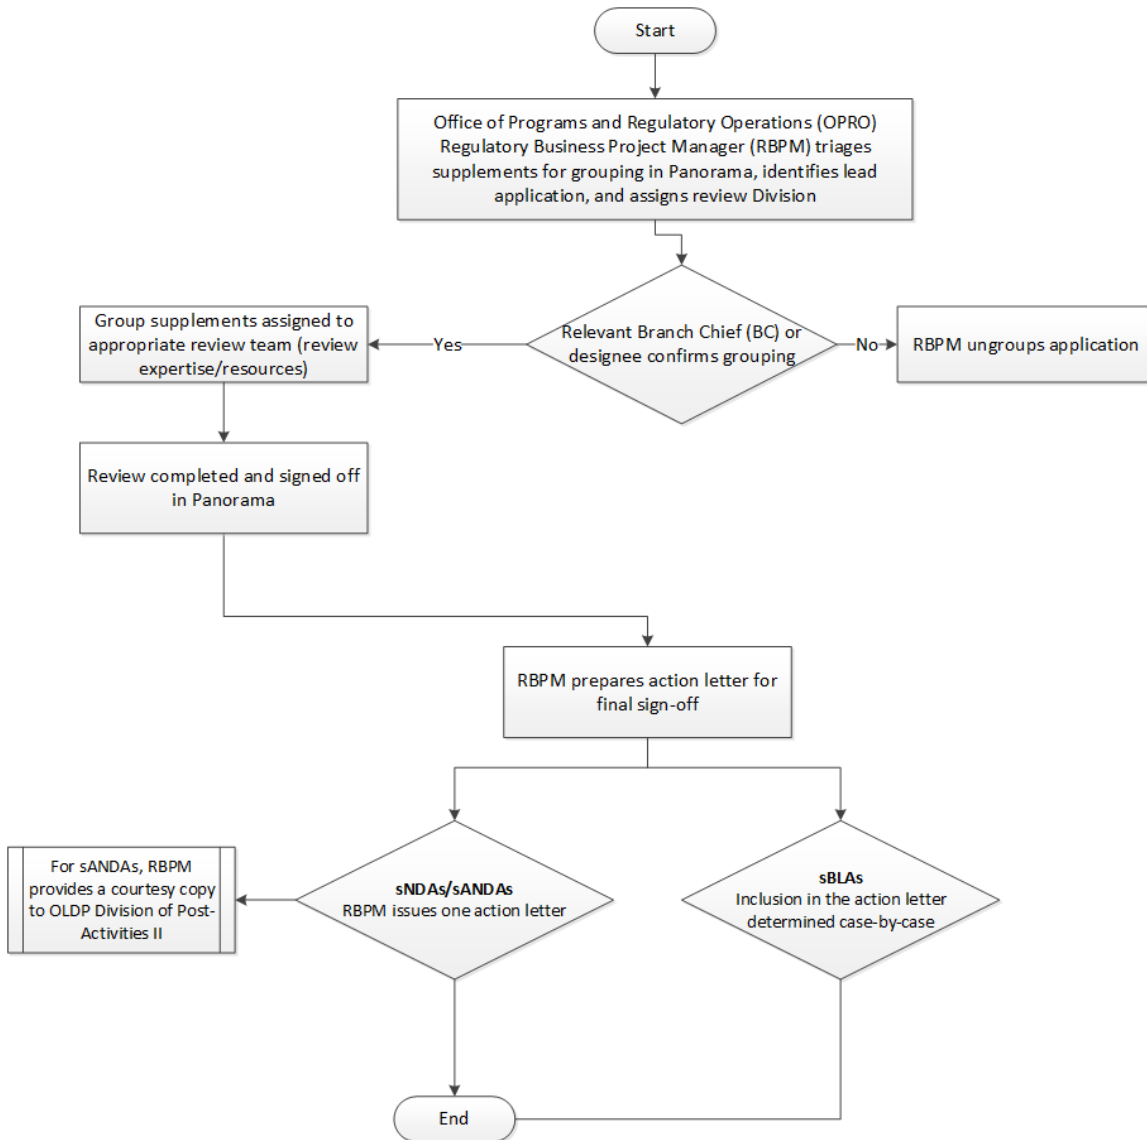 Start
Office of Programs and Regulatory Operations (OPRO)
Regulatory Business Project Manager (RBPM) triages
supplements for grouping in Panorama, identifies lead
application, and assigns review Division
Group supplements assigned to
appropriate review team (review
expertise/resources)
Yes
Relevant Branch Chief (BC) or
designee confirms grouping
No
RBPM ungroups application
Review completed and signed off
in Panorama
RBPM prepares action letter for
final sign-off
For sANDAs, RBPM
provides a courtesy copy
to OLDP Division of Post-
Activities II
sNDAs/sANDAs
RBPM issues one action letter
sBLAs
Inclusion in the action letter
determined case-by-case
End